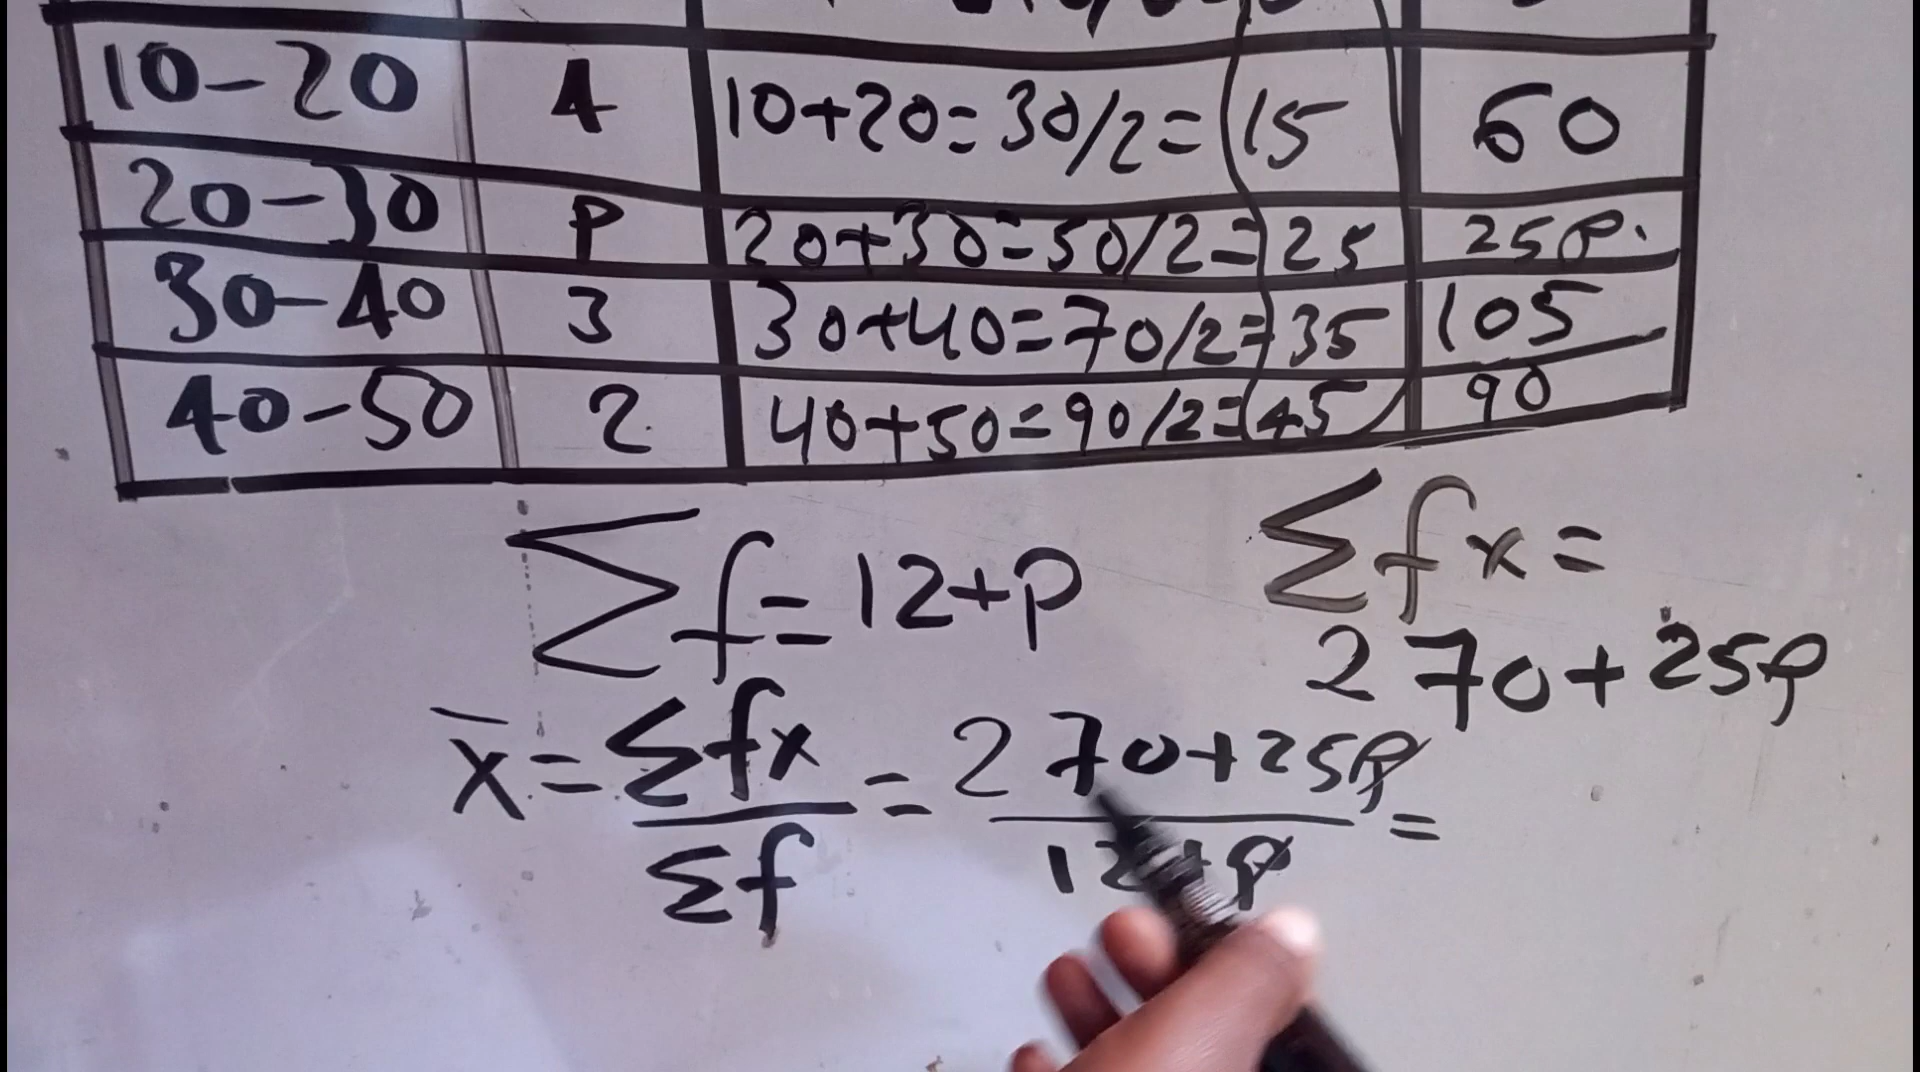 10-20 4 10+20=30/2= 15 60
20-30 P 20+30=50/2= 25 25P.
30-40 3 30+40=70/2= 35 105
40-50 2. 40+50=90/2= 45 90
∑f=12+p ∑fx=
270+25p
x̄=∑fx/∑f = 270+25p/12+p =